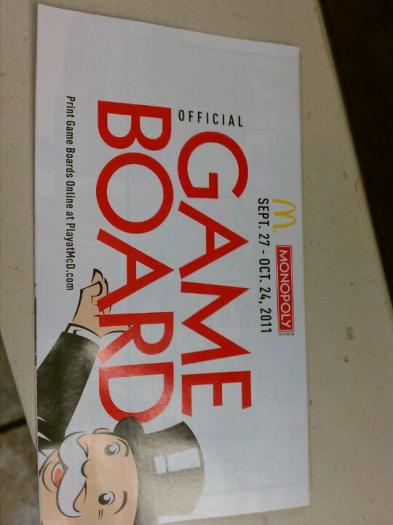 MONOPOLY
SEPT. 27 - OCT. 24, 2011
OFFICIAL
GAME
BOARD
Print Game Boards Online at PlayatMcD.com